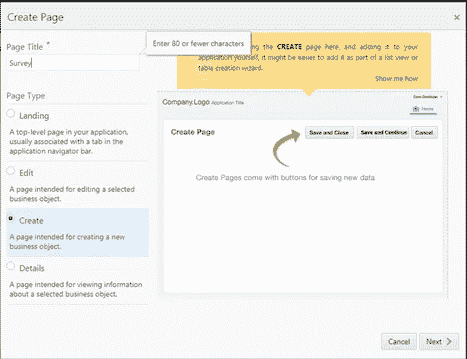 Create Page
Page Title *
Enter 80 or fewer characters
Survey
the CREATE page here, and adding it to your
application yourself, it might be easier to add it as part of a list view or
table creation wizard.
Show me how
Page Type
Landing
A top-level page in your application,
usually associated with a tab in the
application navigator bar.
Edit
A page intended for editing a selected
business object.
Create
A page intended for creating a new
business object.
Details
A page intended for viewing information
about a selected business object.
Company.Logo Application Title
Home
Create Page
Save and Close Save and Continue Cancel
Create Pages come with buttons for saving new data
Cancel Next